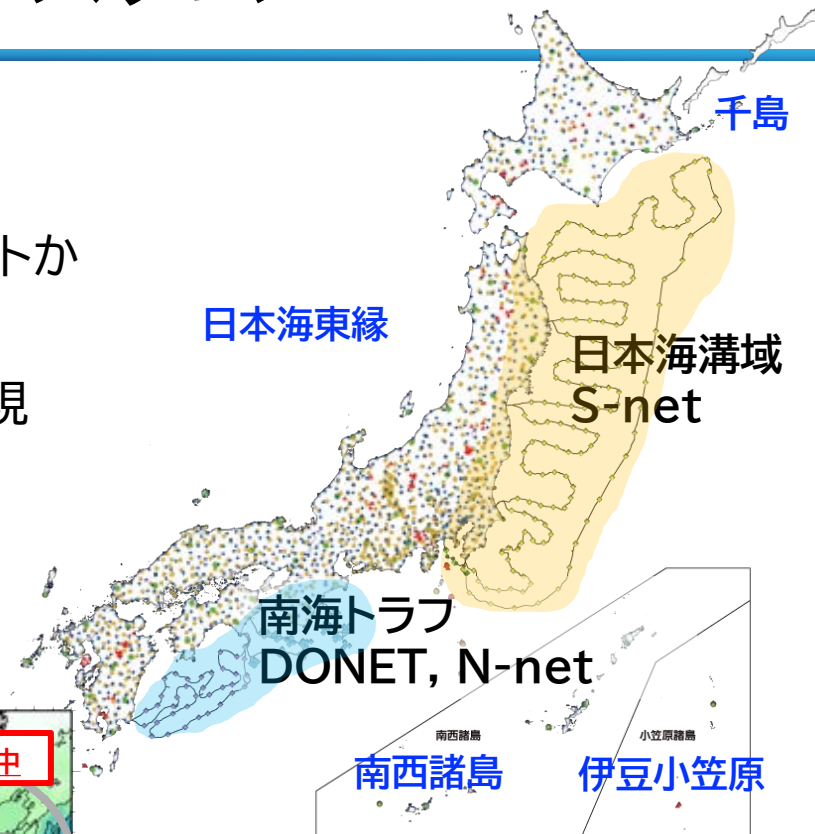 千島
トか
日本海東縁
日本海溝域
S-net
現
南海トラフ
DONET, N-net
南西諸島
小笠原諸島
南西諸島
伊豆小笠原
中